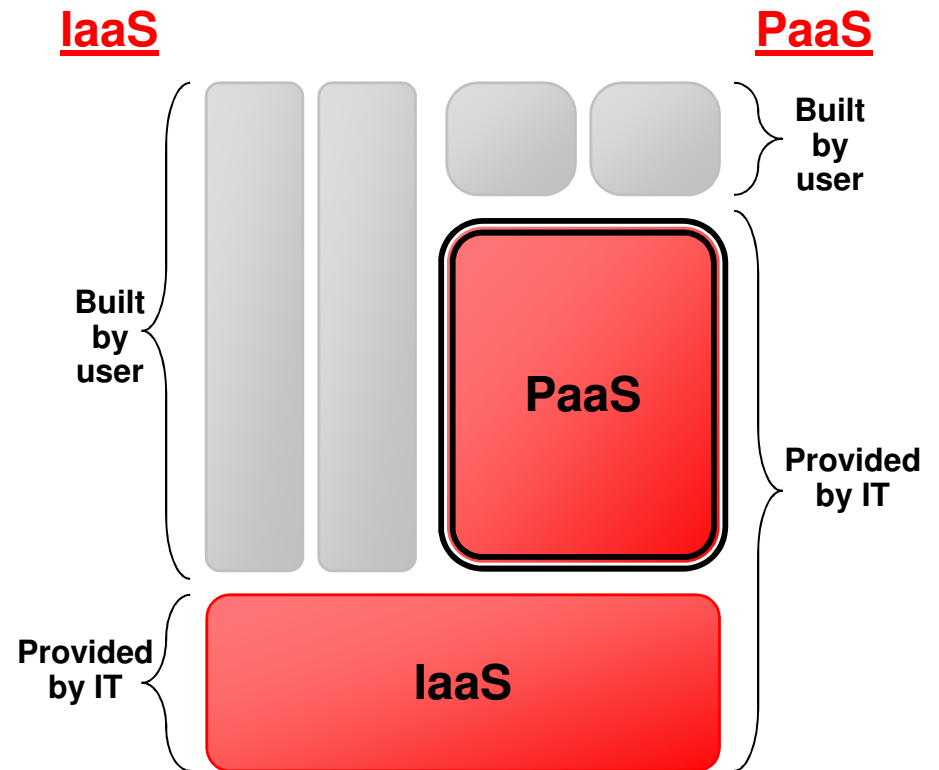 IaaS
PaaS
Built
by
user
Built
by
user
PaaS
Provided
by IT
Provided
by IT
IaaS